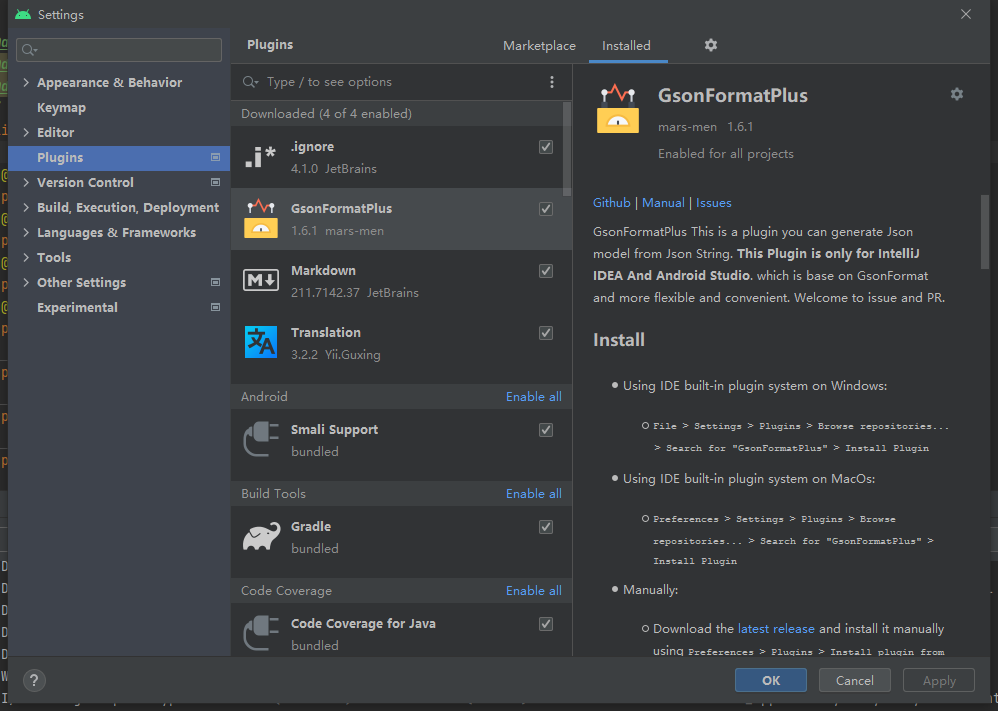 Settings
Appearance & Behavior
Keymap
Editor
Plugins
Version Control
Build, Execution, Deployment
Languages & Frameworks
Tools
Other Settings
Experimental
Plugins
Marketplace
Installed
Type / to see options
Downloaded (4 of 4 enabled)
.i*
.ignore
4.1.0 JetBrains
GsonFormatPlus
1.6.1 mars-men
M
Markdown
211.7142.37 JetBrains
文A
Translation
3.2.2 Yii.Guxing
Android Enable all
Smali Support
bundled
Build Tools Enable all
Gradle
bundled
Code Coverage Enable all
Code Coverage for Java
bundled
GsonFormatPlus
mars-men 1.6.1
Enabled for all projects
Github | Manual | Issues
GsonFormatPlus This is a plugin you can generate Json
model from Json String. This Plugin is only for IntelliJ
IDEA And Android Studio. which is base on GsonFormat
and more flexible and convenient. Welcome to issue and PR.
Install
Using IDE built-in plugin system on Windows:
File > Settings > Plugins > Browse repositories...
> Search for "GsonFormatPlus" > Install Plugin
Using IDE built-in plugin system on MacOs:
Preferences > Settings > Plugins > Browse
repositories... > Search for "GsonFormatPlus" >
Install Plugin
Manually:
Download the latest release and install it manually
using Preferences > Plugins > Install plugin from
?
OK
Cancel
Apply